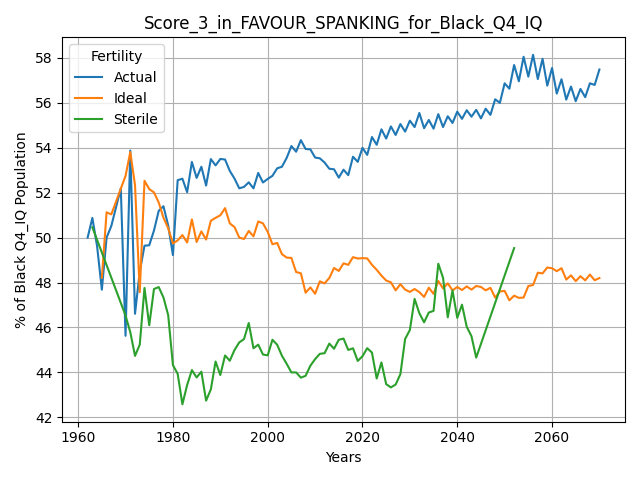 Score_3_in_FAVOUR_SPANKING_for_Black_Q4_IQ
Fertility
Actual
Ideal
Sterile
% of Black Q4_IQ Population
58
56
54
52
50
48
46
44
42
1960
1980
2000
2020
2040
2060
Years